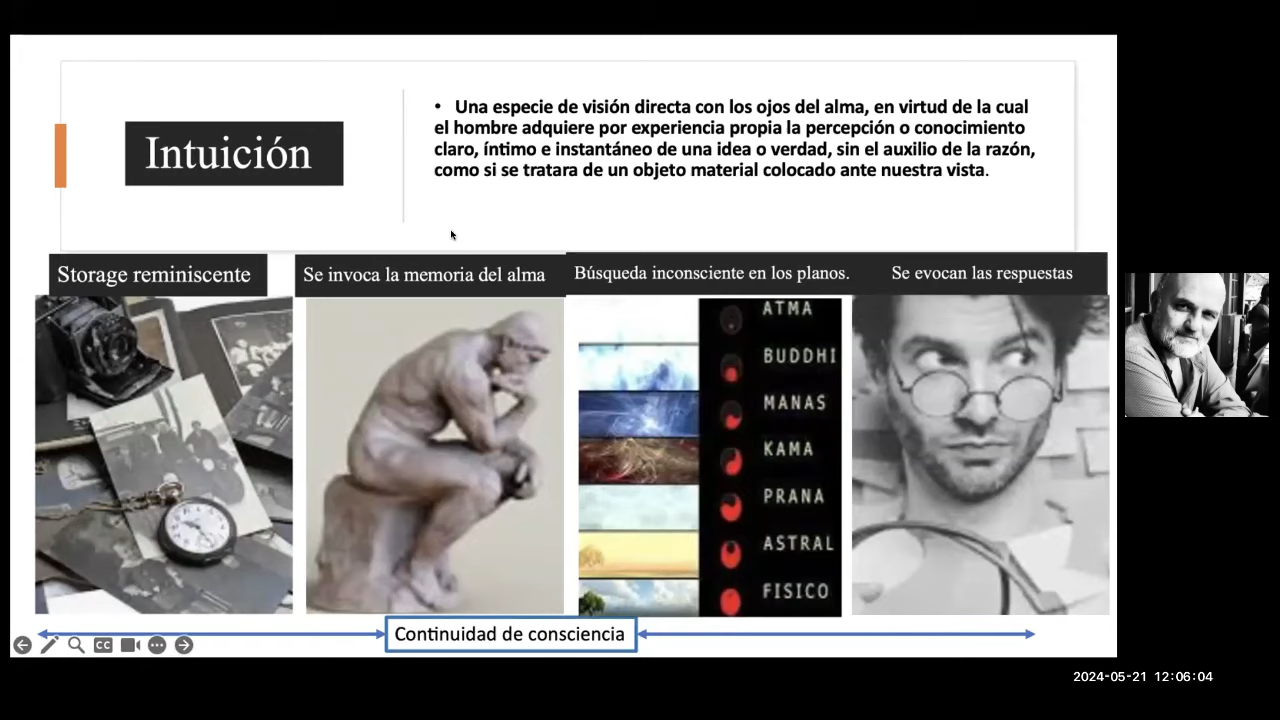 Intuición
• Una especie de visión directa con los ojos del alma, en virtud de la cual
el hombre adquiere por experiencia propia la percepción o conocimiento
claro, íntimo e instantáneo de una idea o verdad, sin el auxilio de la razón,
como si se tratara de un objeto material colocado ante nuestra vista.
Storage reminiscente
Se invoca la memoria del alma
Búsqueda inconsciente en los planos.
Se evocan las respuestas
ATMA
BUDDHI
MANAS
KAMA
PRANA
ASTRAL
FISICO
Continuidad de consciencia
CC
2024-05-21 12:06:04